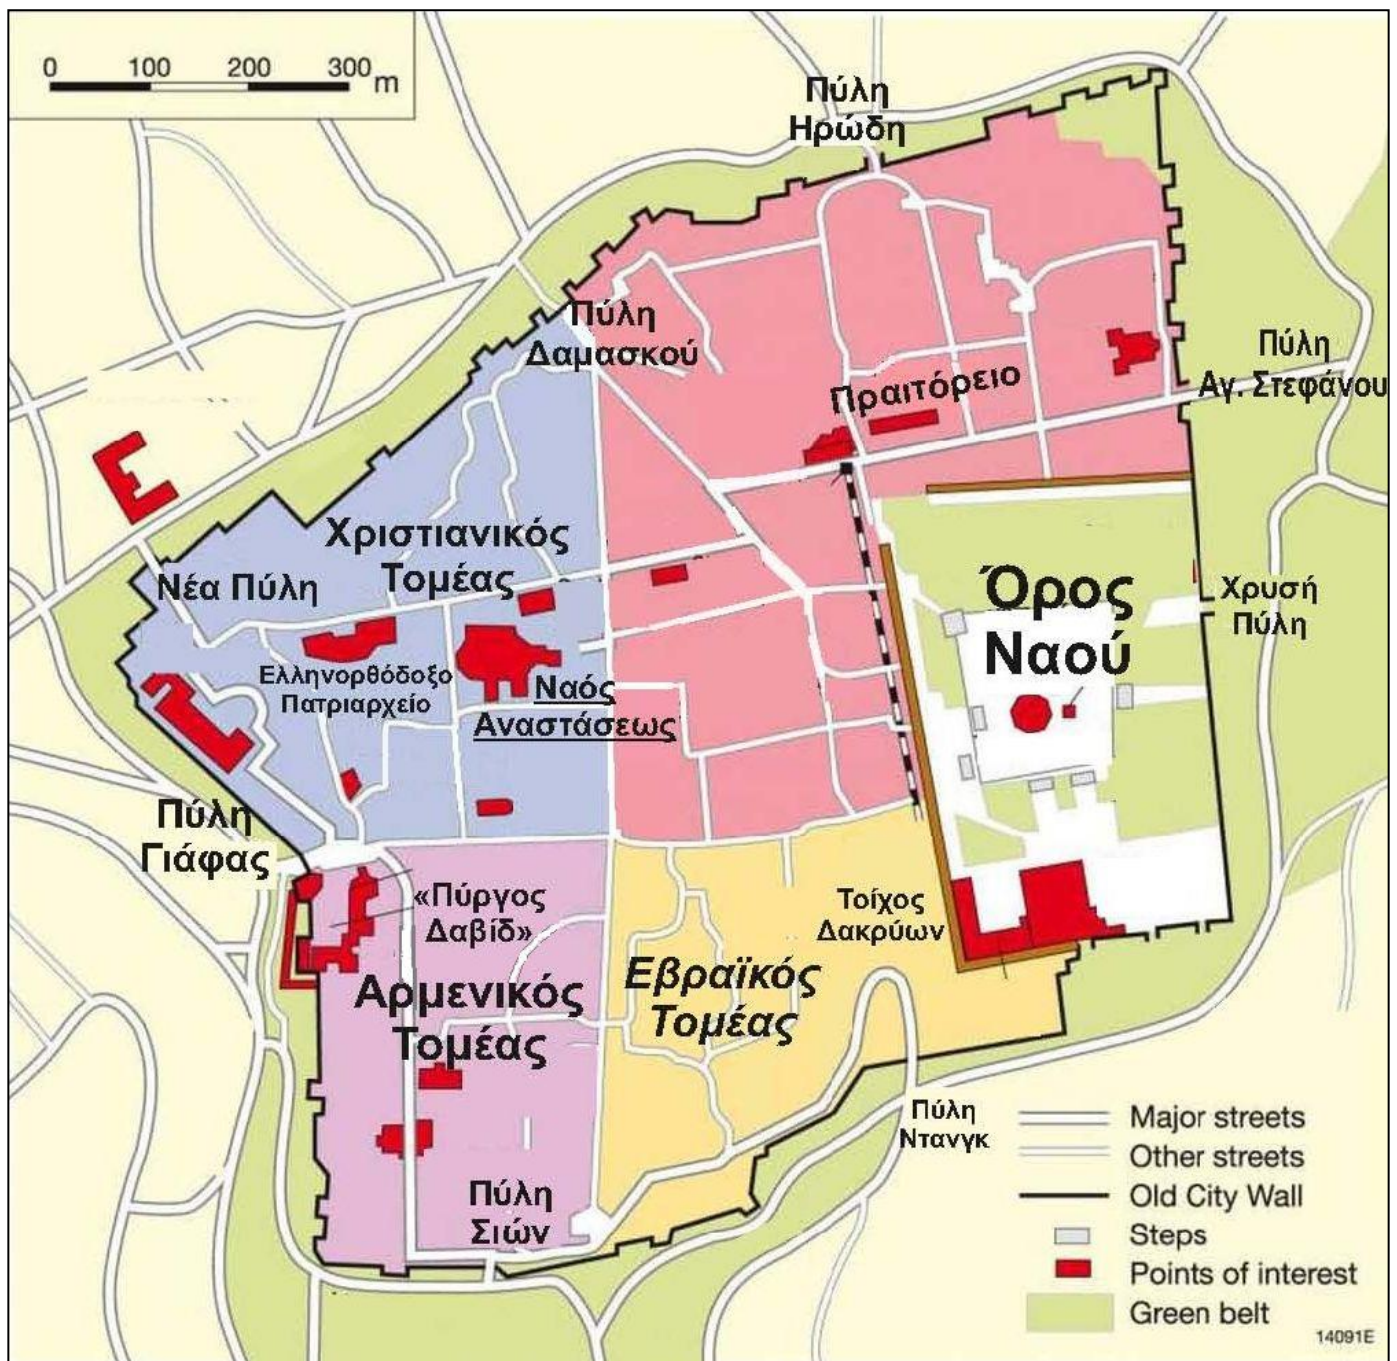 0 100 200 300 m
Πύλη
Ηρώδη
Πύλη
Δαμασκού
Πύλη
Αγ. Στεφάνου
Πραιτόρειο
Χριστιανικός
Τομέας
Νέα Πύλη
Όρος
Ναού
Χρυσή
Πύλη
Ελληνορθόδοξο
Πατριαρχείο
Ναός
Αναστάσεως
Πύλη
Γιάφας
«Πύργος
Δαβίδ»
Τοίχος
Δακρύων
Αρμενικός
Τομέας
Εβραϊκός
Τομέας
Πύλη
Ντανγκ
Πύλη
Σιών
Major streets
Other streets
Old City Wall
Steps
Points of interest
Green belt
14091E